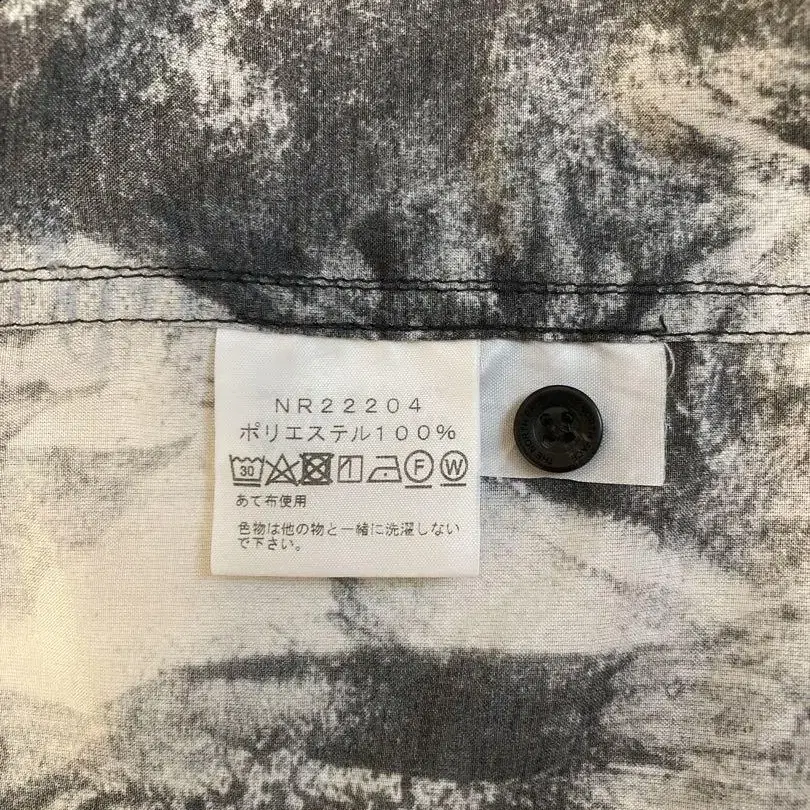 NR22204
ポリエステル100%
30 F W
あて布使用
色物は他の物と一緒に洗濯しない
で下さい。